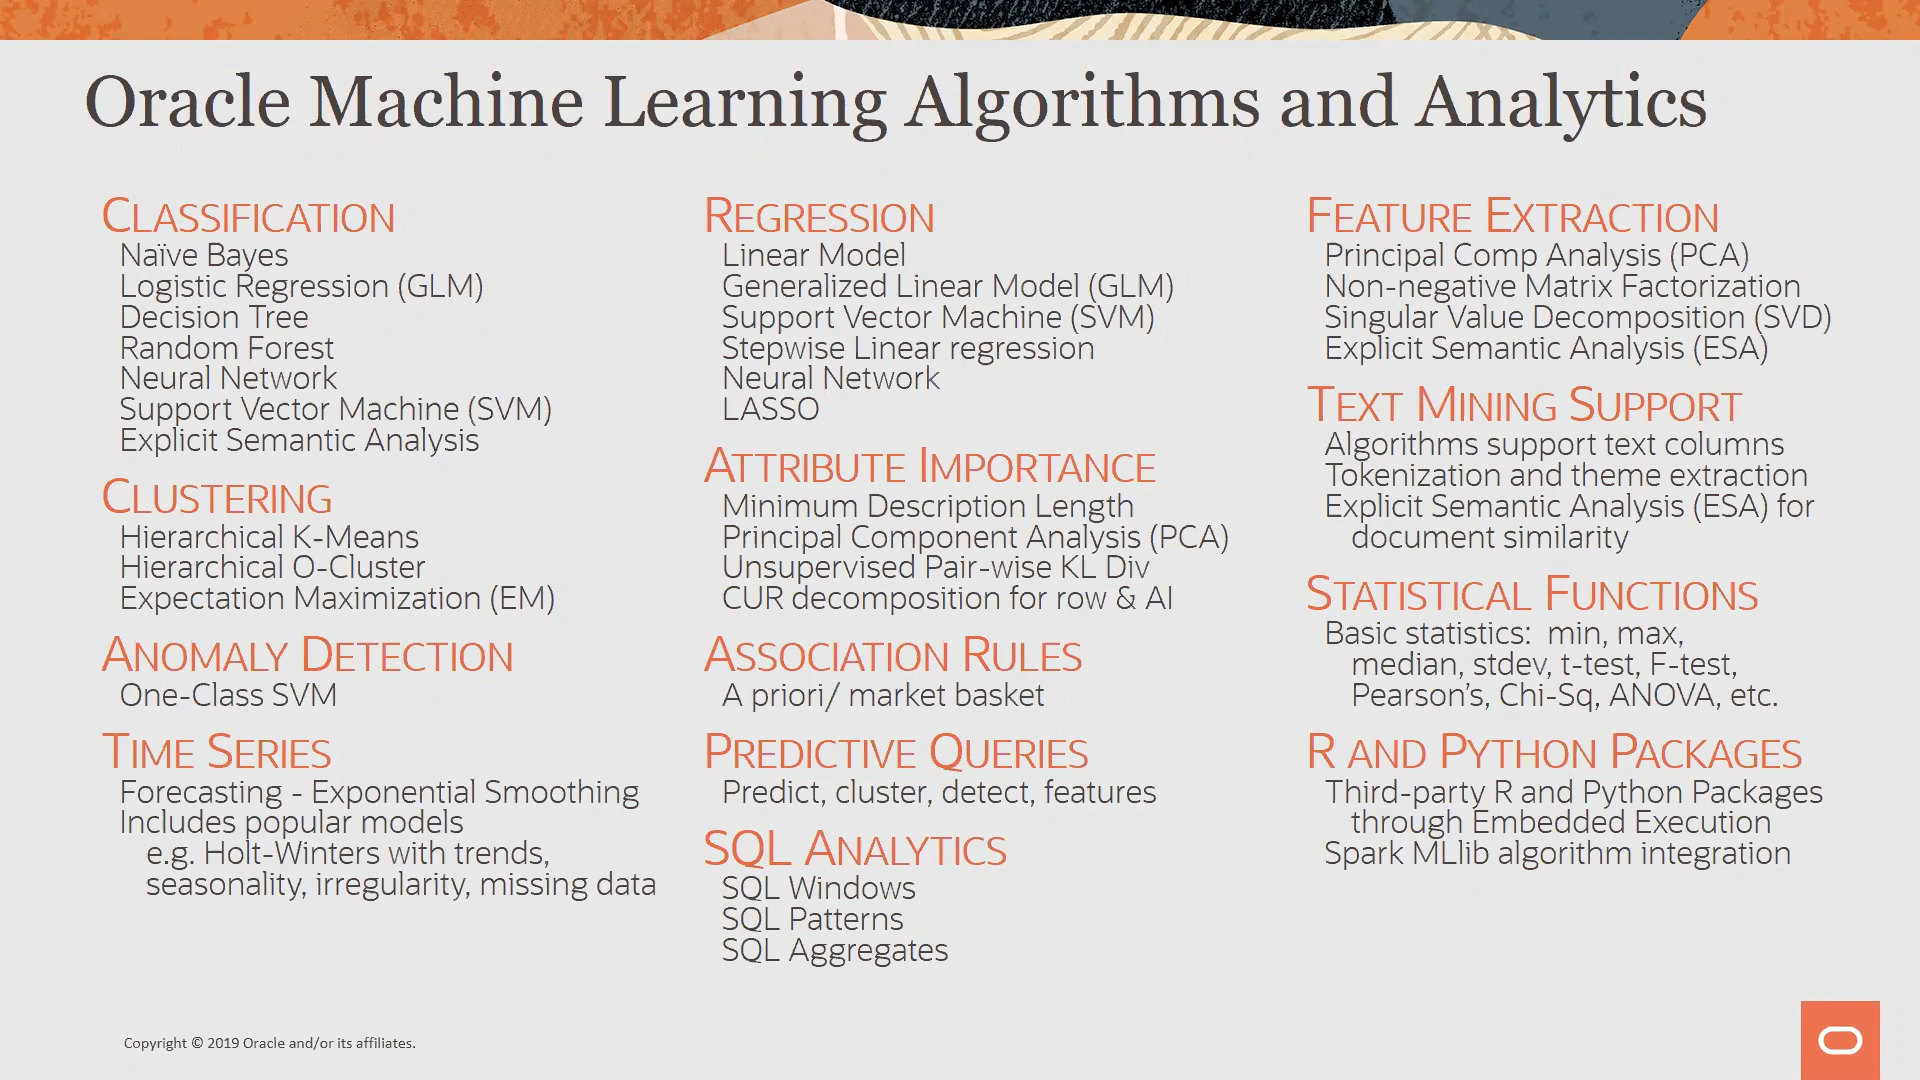 Oracle Machine Learning Algorithms and Analytics
CLASSIFICATION
Naïve Bayes
Logistic Regression (GLM)
Decision Tree
Random Forest
Neural Network
Support Vector Machine (SVM)
Explicit Semantic Analysis
CLUSTERING
Hierarchical K-Means
Hierarchical O-Cluster
Expectation Maximization (EM)
ANOMALY DETECTION
One-Class SVM
TIME SERIES
Forecasting - Exponential Smoothing
Includes popular models
e.g. Holt-Winters with trends,
seasonality, irregularity, missing data
REGRESSION
Linear Model
Generalized Linear Model (GLM)
Support Vector Machine (SVM)
Stepwise Linear regression
Neural Network
LASSO
ATTRIBUTE IMPORTANCE
Minimum Description Length
Principal Component Analysis (PCA)
Unsupervised Pair-wise KL Div
CUR decomposition for row & AI
ASSOCIATION RULES
A priori/ market basket
PREDICTIVE QUERIES
Predict, cluster, detect, features
SQL ANALYTICS
SQL Windows
SQL Patterns
SQL Aggregates
FEATURE EXTRACTION
Principal Comp Analysis (PCA)
Non-negative Matrix Factorization
Singular Value Decomposition (SVD)
Explicit Semantic Analysis (ESA)
TEXT MINING SUPPORT
Algorithms support text columns
Tokenization and theme extraction
Explicit Semantic Analysis (ESA) for
document similarity
STATISTICAL FUNCTIONS
Basic statistics:  min, max,
median, stdev, t-test, F-test,
Pearson’s, Chi-Sq, ANOVA, etc.
R AND PYTHON PACKAGES
Third-party R and Python Packages
through Embedded Execution
Spark MLlib algorithm integration
Copyright © 2019 Oracle and/or its affiliates.